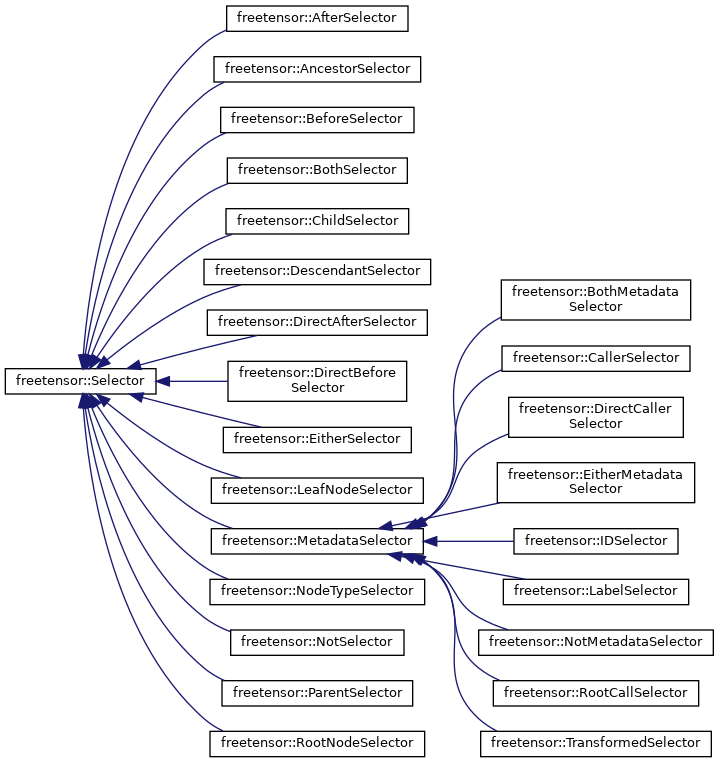 freetensor::AfterSelector
freetensor::AncestorSelector
freetensor::BeforeSelector
freetensor::BothSelector
freetensor::ChildSelector
freetensor::DescendantSelector
freetensor::DirectAfterSelector
freetensor::Selector
freetensor::DirectBefore
Selector
freetensor::EitherSelector
freetensor::LeafNodeSelector
freetensor::MetadataSelector
freetensor::NodeTypeSelector
freetensor::NotSelector
freetensor::ParentSelector
freetensor::RootNodeSelector
freetensor::BothMetadata
Selector
freetensor::CallerSelector
freetensor::DirectCaller
Selector
freetensor::EitherMetadata
Selector
freetensor::IDSelector
freetensor::LabelSelector
freetensor::NotMetadataSelector
freetensor::RootCallSelector
freetensor::TransformedSelector